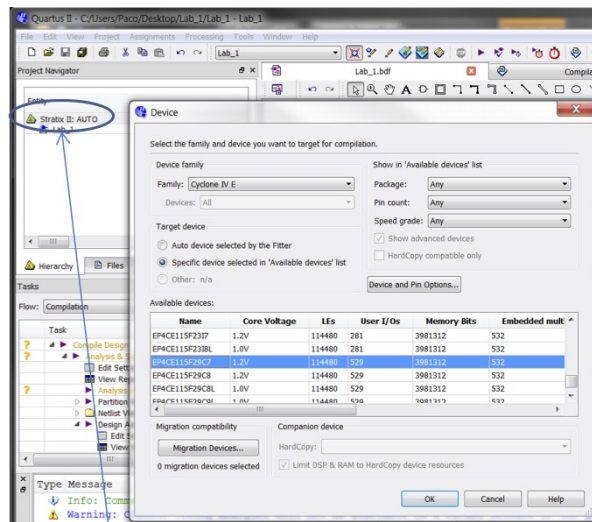 Quartus II - C:/Users/Paco/Desktop/Lab_1/Lab_1 - Lab_1
File Edit View Project Assignments Processing Tools Window Help
Lab_1
Project Navigator
Lab_1.bdf
Compila
Entity
Stratix II: AUTO
Lab_1
Hierarchy
Files
Tasks
Flow: Compilation
Task
Compile Design
Analysis & S
Edit Sett
View Rep
Analysis
Partition
Netlist Vi
Design A
Edit S
View
Type Message
Info: Comm
Warning: C
Device
Select the family and device you want to target for compilation.
Device family
Family: Cyclone IV E
Devices: All
Target device
Auto device selected by the Fitter
Specific device selected in 'Available devices' list
Other: n/a
Show in 'Available devices' list
Package: Any
Pin count: Any
Speed grade: Any
Show advanced devices
HardCopy compatible only
Device and Pin Options...
Available devices:
Name Core Voltage LEs User I/Os Memory Bits Embedded mult
EP4CE115F23I7 1.2V 114480 281 3981312 532
EP4CE115F23I8L 1.0V 114480 281 3981312 532
EP4CE115F29C7 1.2V 114480 529 3981312 532
EP4CE115F29C8 1.2V 114480 529 3981312 532
EP4CE115F29C8L 1.0V 114480 529 3981312 532
EP4CE115F29C9L 1.0V 114480 529 3981312 532
Migration compatibility
Migration Devices...
0 migration devices selected
Companion device
HardCopy:
Limit DSP & RAM to HardCopy device resources
OK
Cancel
Help